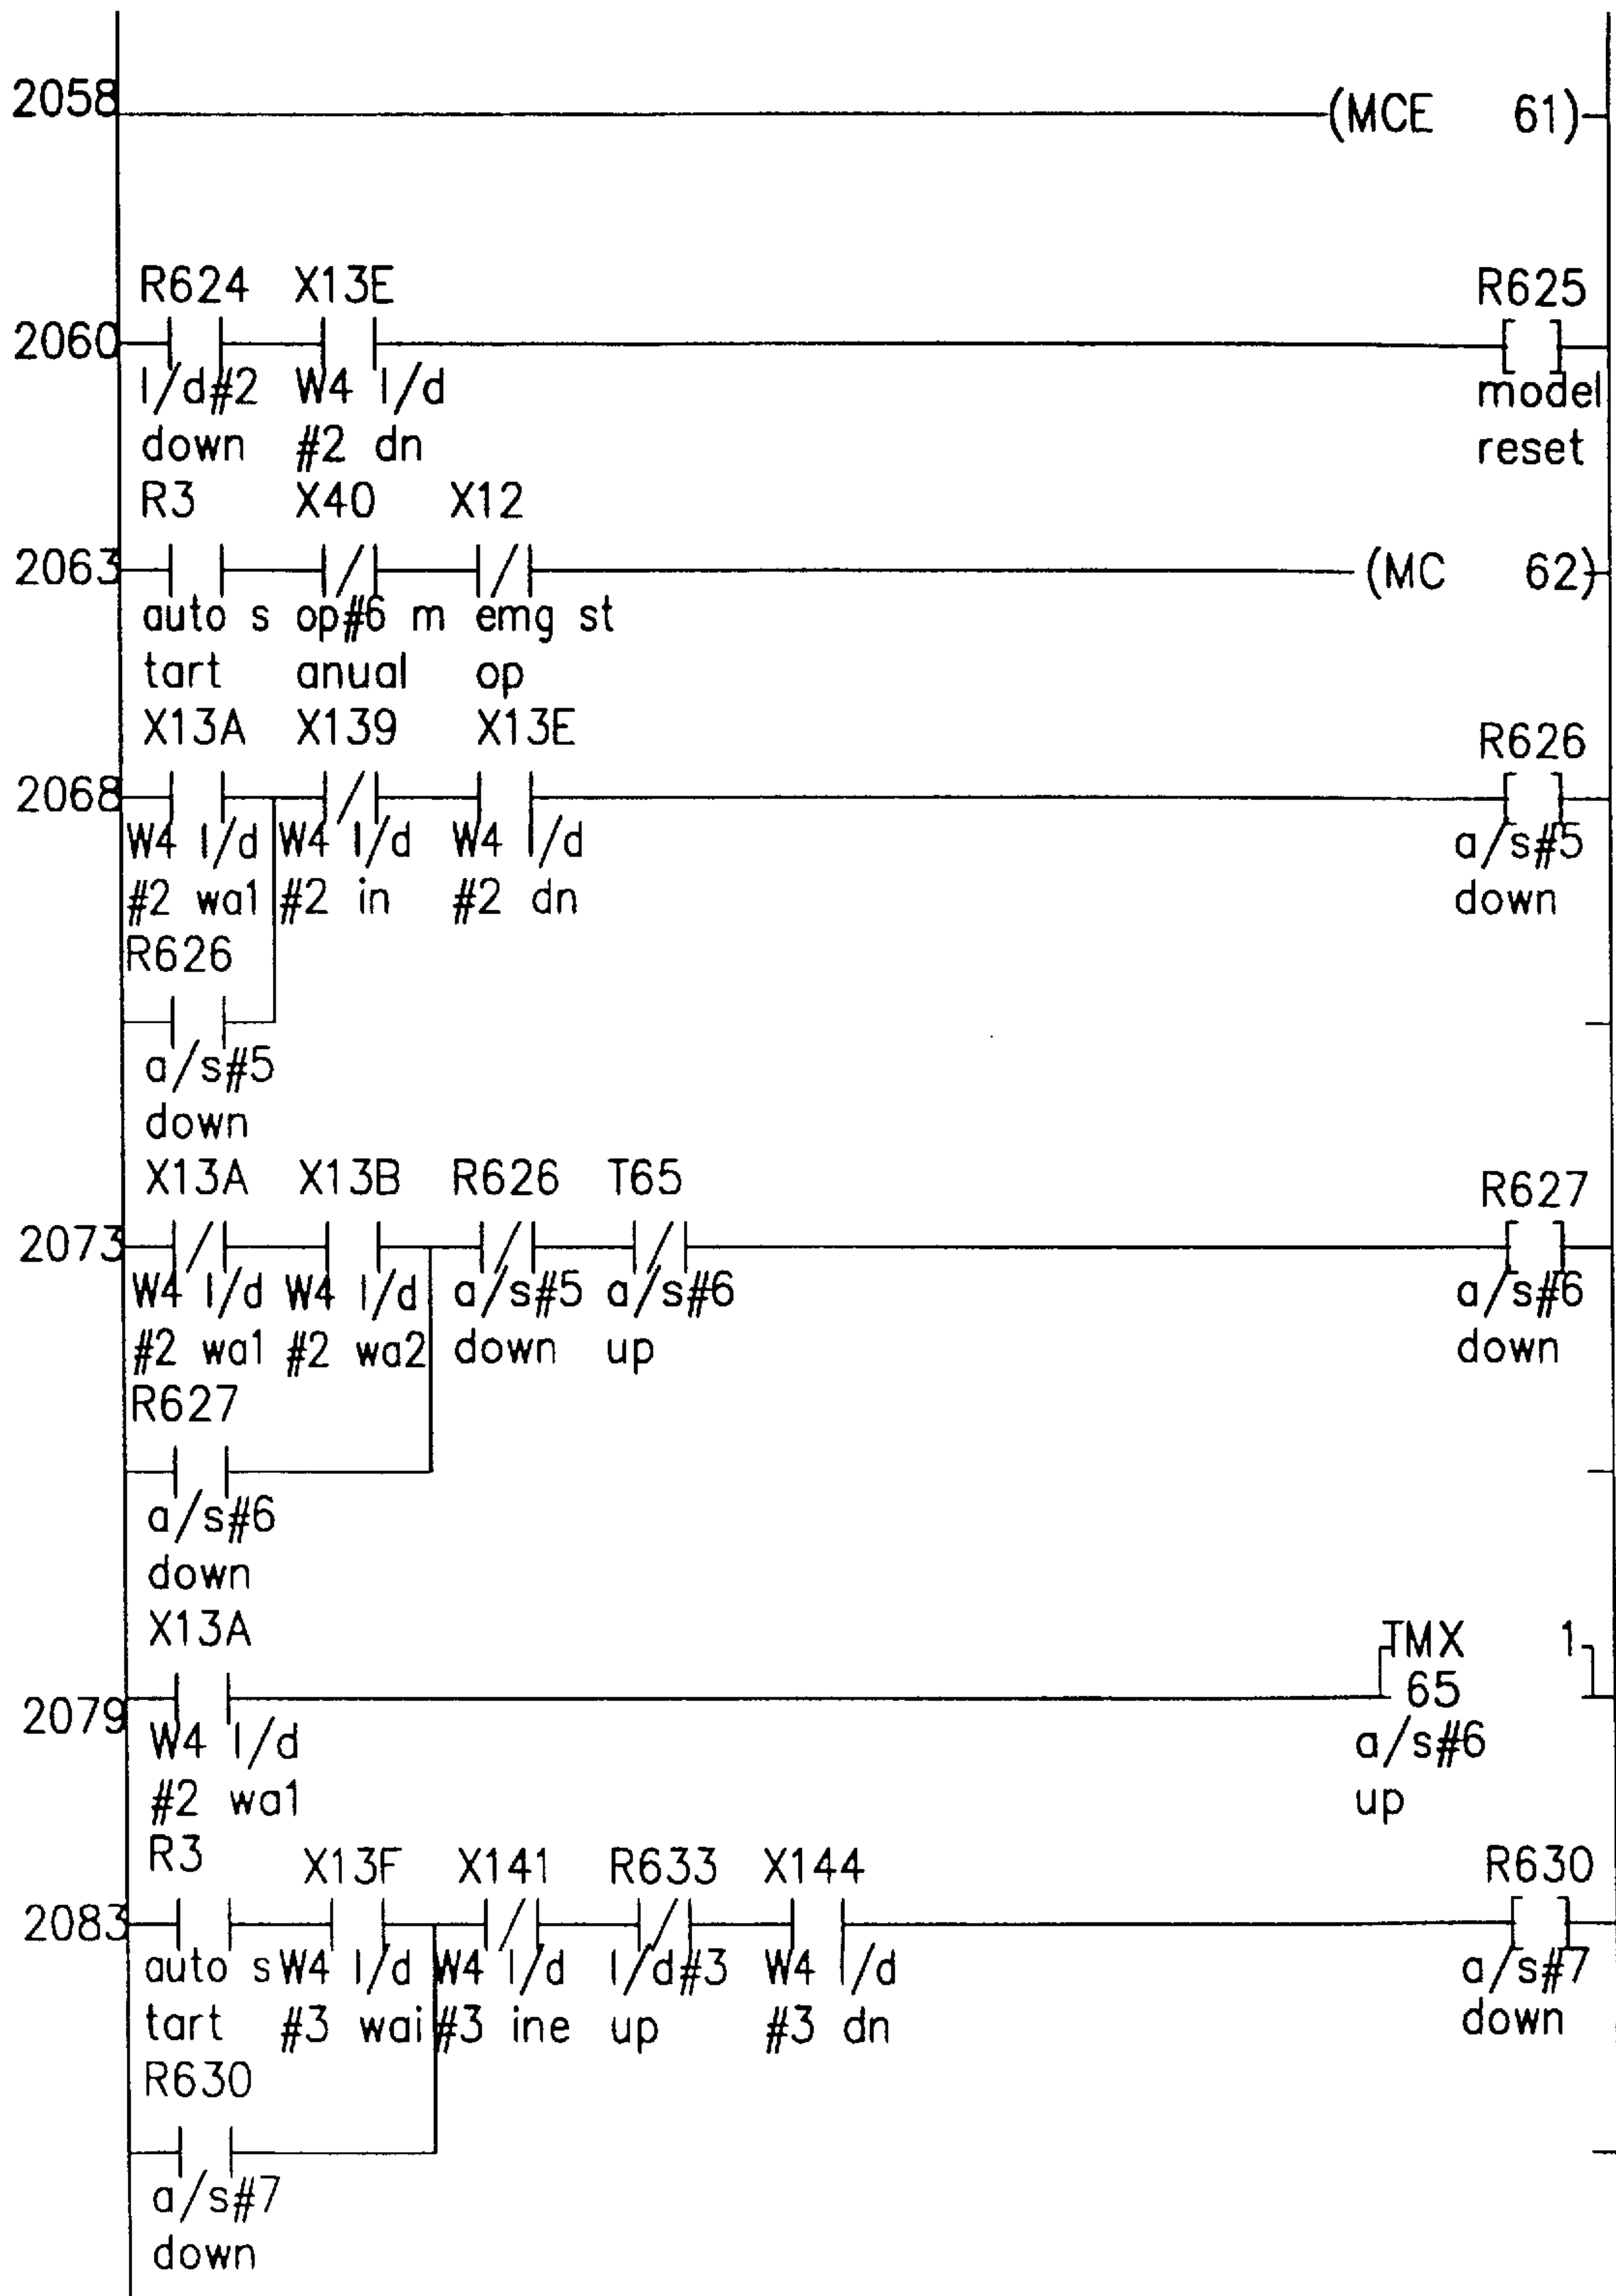 2058 (MCE 61)
R624 X13E R625
2060
l/d#2 W4 l/d model
down #2 dn reset
R3 X40 X12
2063 (MC 62)
auto s op#6 m emg st
tart anual op
X13A X139 X13E R626
2068
W4 l/d W4 l/d W4 l/d a/s#5
#2 wa1 #2 in #2 dn down
R626
a/s#5
down
X13A X13B R626 T65 R627
2073
W4 l/d W4 l/d a/s#5 a/s#6 a/s#6
#2 wa1 #2 wa2 down up down
R627
a/s#6
down
X13A TMX 1
2079 65
W4 l/d a/s#6
#2 wa1 up
R3 X13F X141 R633 X144 R630
2083
auto s W4 l/d W4 l/d l/d#3 W4 l/d a/s#7
tart #3 wai #3 ine up #3 dn down
R630
a/s#7
down